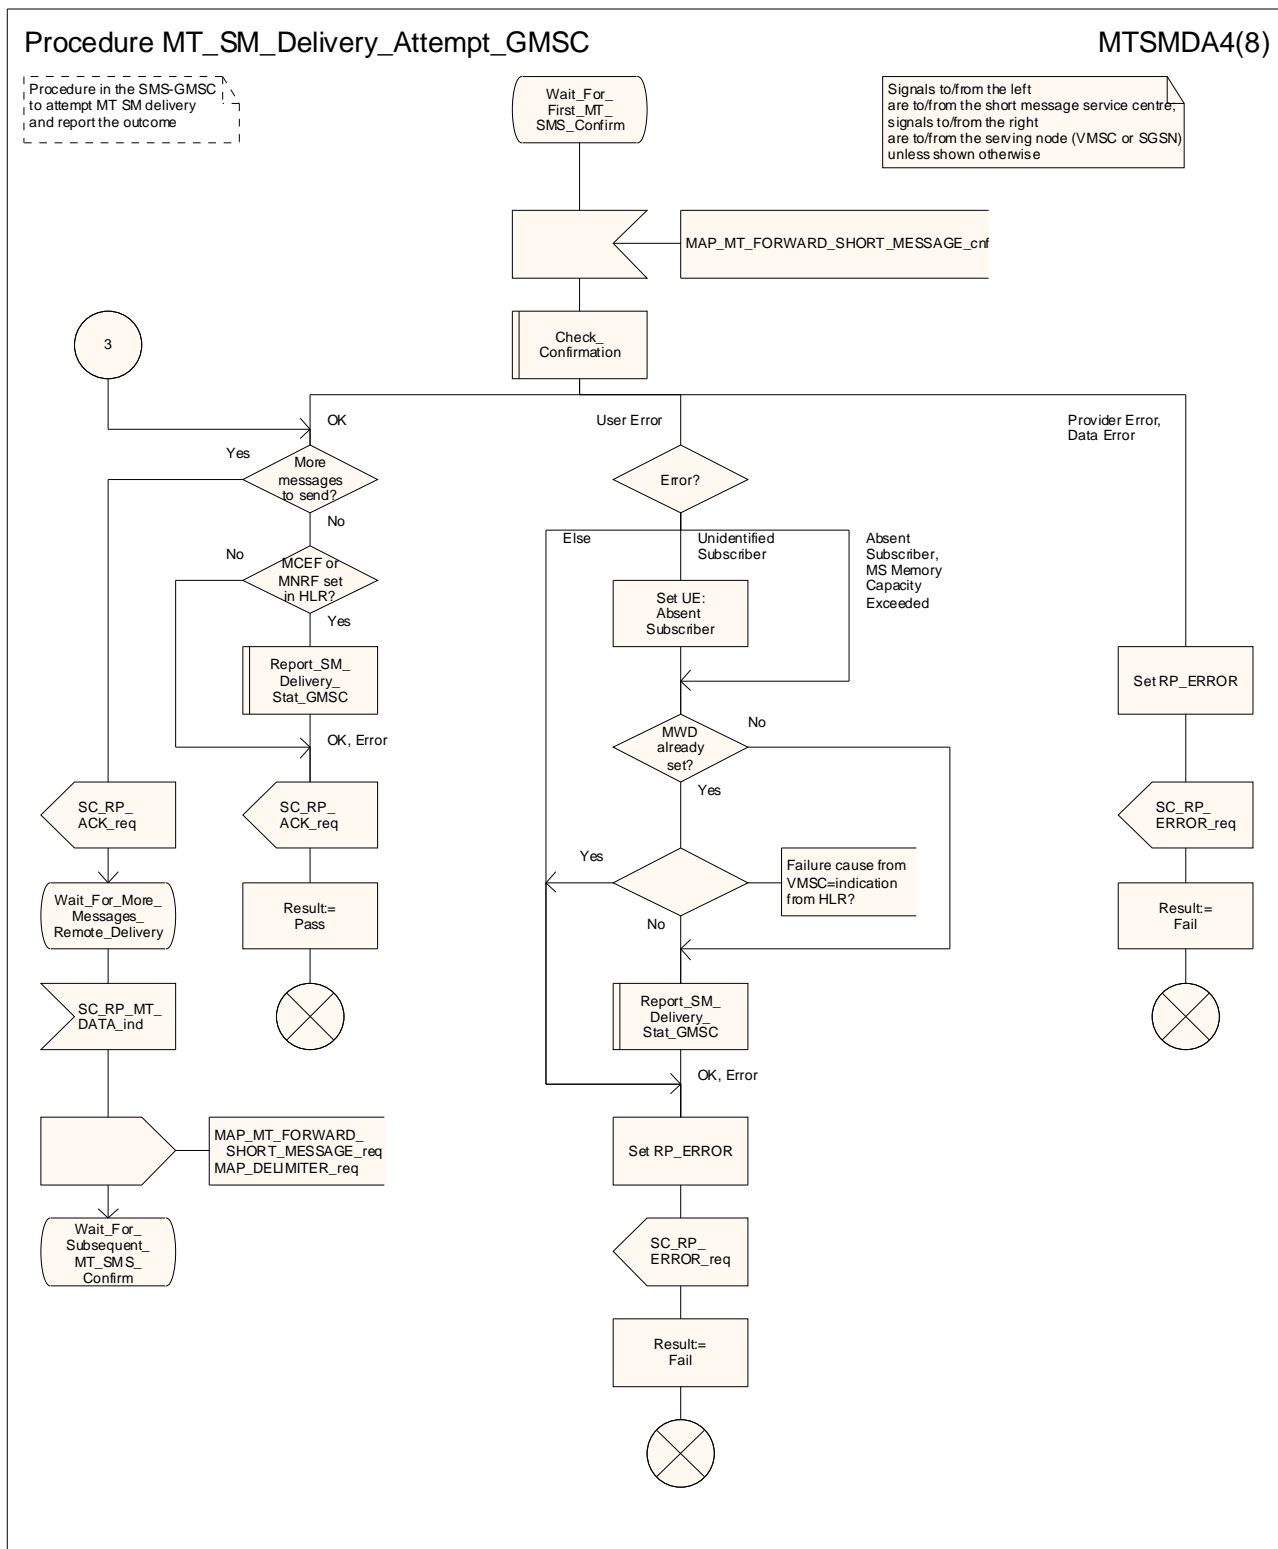 Procedure MT_SM_Delivery_Attempt_GMSC
MTSMDA4(8)
Procedure in the SMS-GMSC
to attempt MT SM delivery
and report the outcome
Wait_For_
First_MT_
SMS_Confirm
Signals to/from the left
are to/from the short message service centre;
signals to/from the right
are to/from the serving node (VMSC or SGSN)
unless shown otherwise
MAP_MT_FORWARD_SHORT_MESSAGE_cnf
Check_
Confirmation
3
OK
User Error
Provider Error,
Data Error
Yes
More
messages
to send?
Error?
No
Else
Unidentified
Subscriber
Absent
Subscriber,
MS Memory
Capacity
Exceeded
No
MCEF or
MNRF set
in HLR?
Yes
Set UE:
Absent
Subscriber
Report_SM_
Delivery_
Stat_GMSC
Set RP_ERROR
OK, Error
MWD
already
set?
No
Yes
SC_RP_
ACK_req
SC_RP_
ACK_req
SC_RP_
ERROR_req
Yes
Failure cause from
VMSC=indication
from HLR?
No
Wait_For_More_
Messages_
Remote_Delivery
Result:=
Pass
Result:=
Fail
SC_RP_MT_
DATA_ind
Report_SM_
Delivery_
Stat_GMSC
OK, Error
MAP_MT_FORWARD_
SHORT_MESSAGE_req
MAP_DELIMITER_req
Set RP_ERROR
Wait_For_
Subsequent_
MT_SMS_
Confirm
SC_RP_
ERROR_req
Result:=
Fail